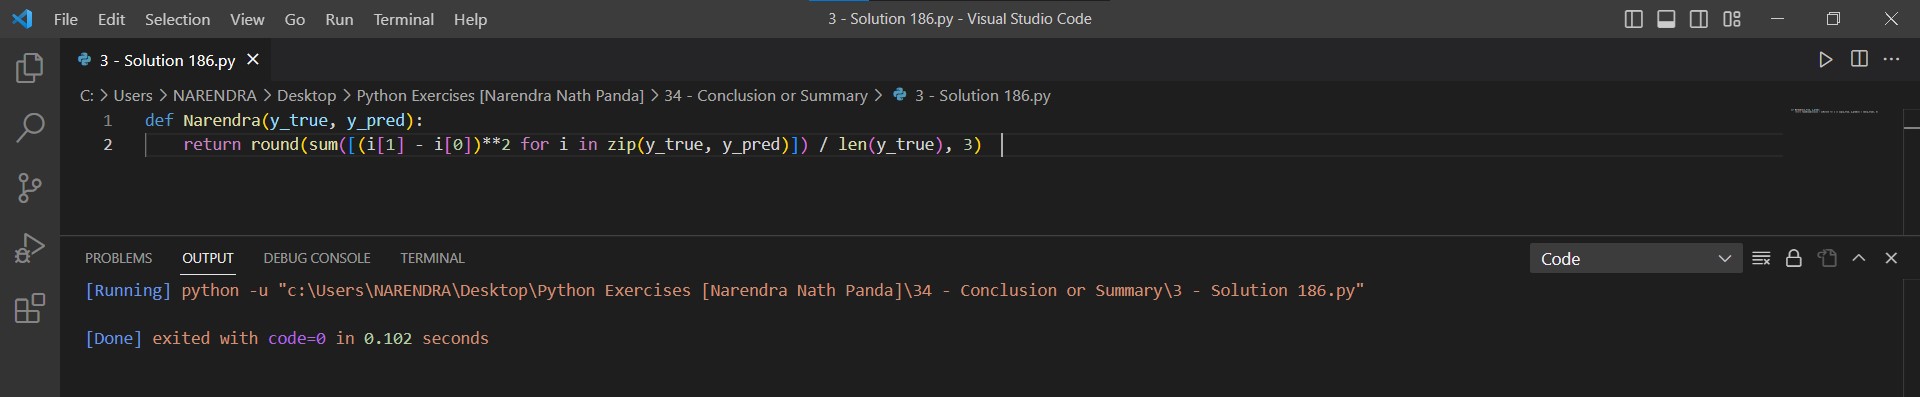 File Edit Selection View Go Run Terminal Help 3 - Solution 186.py - Visual Studio Code
3 - Solution 186.py
C: > Users > NARENDRA > Desktop > Python Exercises [Narendra Nath Panda] > 34 - Conclusion or Summary > 3 - Solution 186.py
1 def Narendra(y_true, y_pred):
2 return round(sum([(i[1] - i[0])**2 for i in zip(y_true, y_pred)]) / len(y_true), 3)
PROBLEMS OUTPUT DEBUG CONSOLE TERMINAL Code
[Running] python -u "c:\Users\NARENDRA\Desktop\Python Exercises [Narendra Nath Panda]\34 - Conclusion or Summary\3 - Solution 186.py"
[Done] exited with code=0 in 0.102 seconds